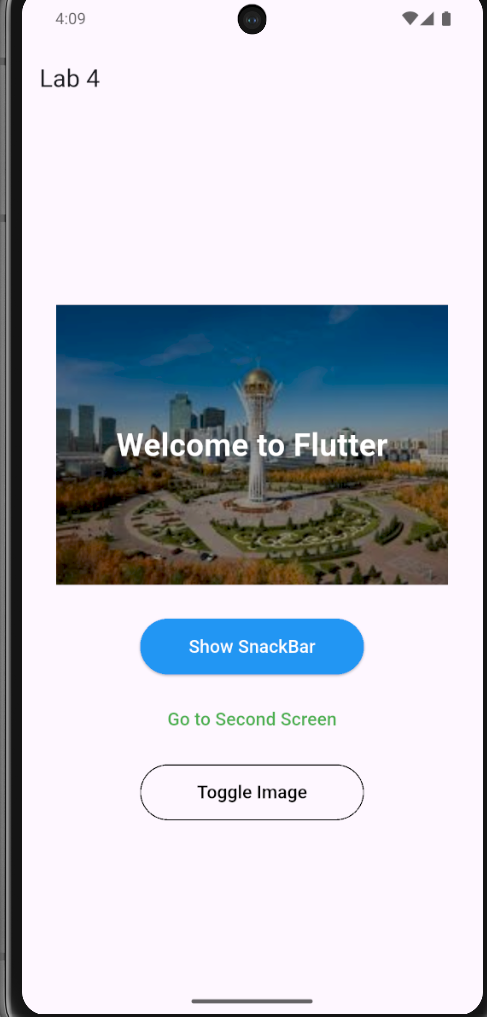 4:09
Lab 4
Welcome to Flutter
Show SnackBar
Go to Second Screen
Toggle Image